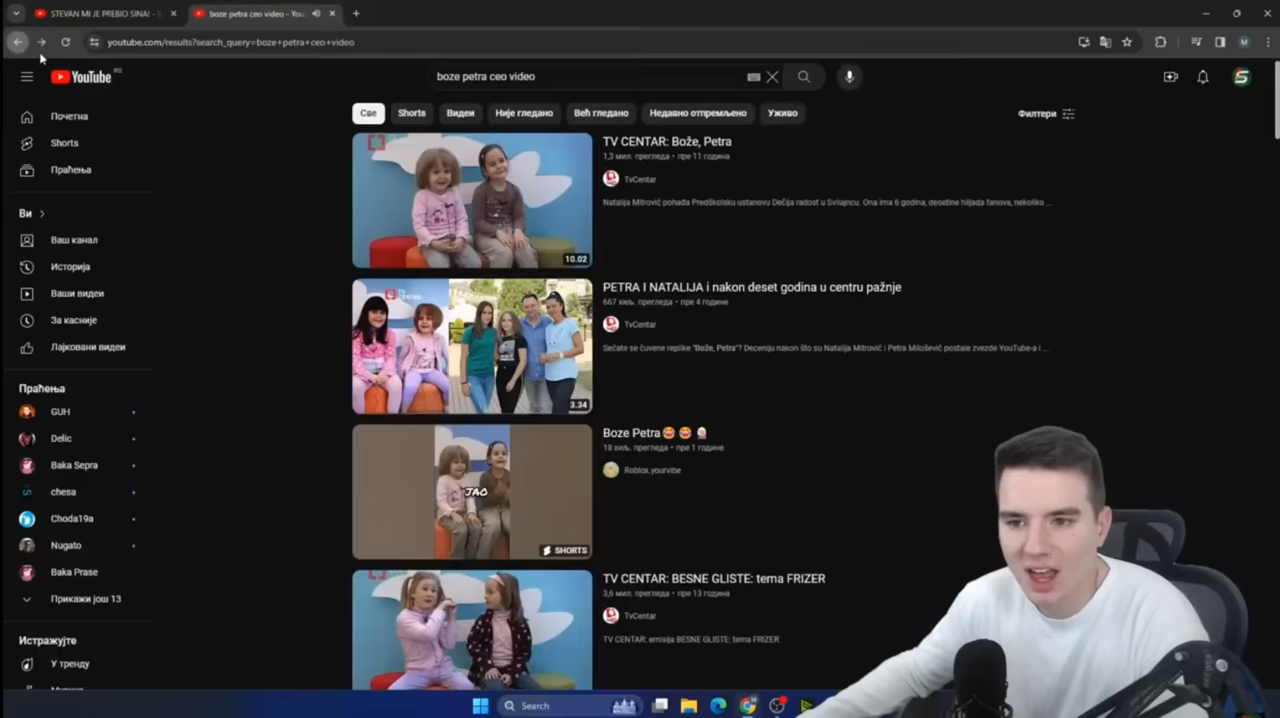 STEVAN MI JE PREBIO SINA! - S
boze petra ceo video - You
youtube.com/results?search_query=boze+petra+ceo+video
M
YouTube RS
boze petra ceo video
Све
Shorts
Видеи
Није гледано
Већ гледано
Недавно отпремљено
Уживо
Филтери
Почетна
Shorts
Праћења
Ви
Ваш канал
Историја
Ваши видеи
За касније
Лајковани видеи
Праћења
GUH
Delic
Baka Sepra
chesa
Choda19a
Nugato
Baka Prase
Прикажи још 13
Истражујте
У тренду
10.02
TV CENTAR: Bože, Petra
1,3 мил. прегледа • пре 11 година
TvCentar
Natalija Mitrović pohađa Predškolsku ustanovu Dečija radost u Svilajncu. Ona ima 6 godina, desetine hiljada fanova, nekoliko ...
3.34
PETRA I NATALIJA i nakon deset godina u centru pažnje
667 хиљ. прегледа • пре 4 године
TvCentar
Sećate se čuvene replike "Bože, Petra"? Deceniju nakon što su Natalija Mitrović i Petra Milošević postale zvezde YouTube-a i ...
JAO
SHORTS
Boze Petra
18 хиљ. прегледа • пре 1 годину
Roblox.yourvibe
TV CENTAR: BESNE GLISTE: tema FRIZER
3,6 мил. прегледа • пре 13 година
TvCentar
TV CENTAR: emisija BESNE GLISTE: tema FRIZER.
Search